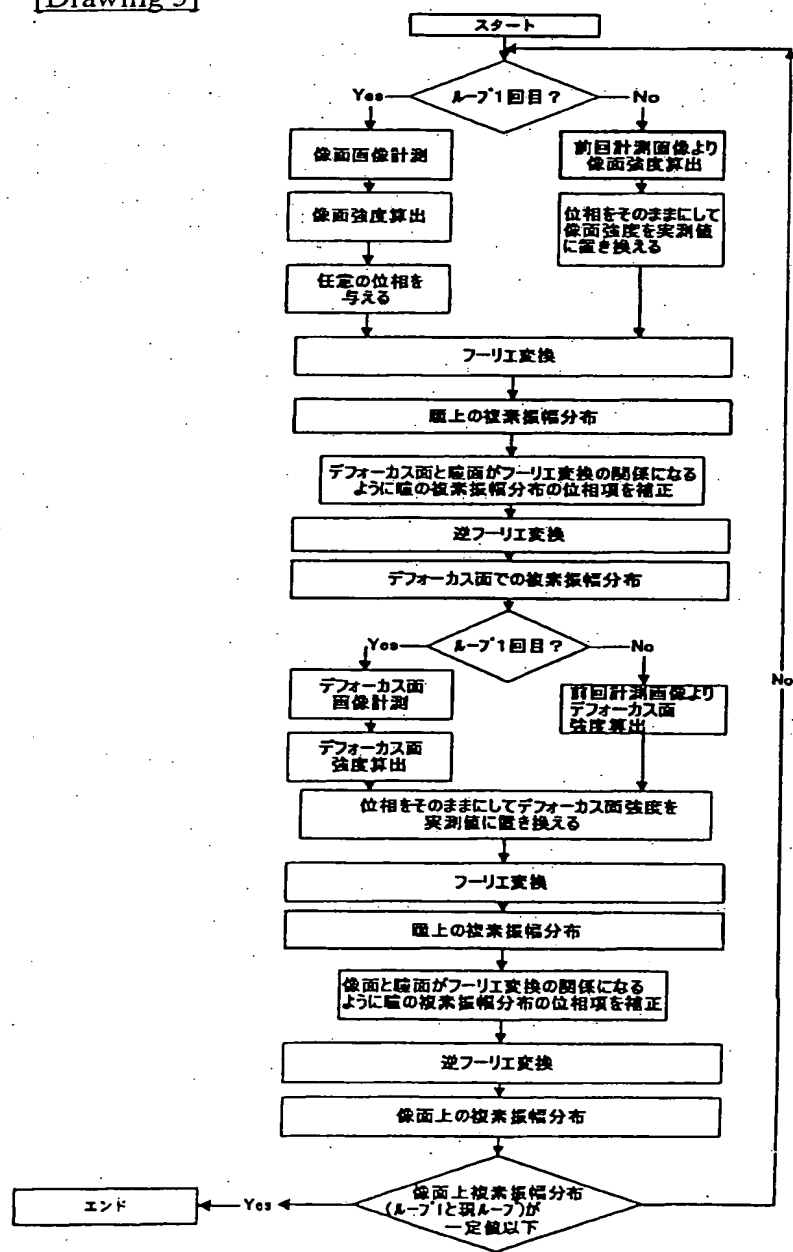 [Drawing 5]
スタート
ループ1回目?
Yes
No
像面画像計測
前回計測画像より
像面強度算出
像面強度算出
位相をそのままにして
像面強度を実測値
に置き換える
任意の位相を
与える
フーリエ変換
瞳上の複素振幅分布
デフォーカス面と瞳面がフーリエ変換の関係になる
ように瞳の複素振幅分布の位相項を補正
逆フーリエ変換
デフォーカス面での複素振幅分布
ループ1回目?
Yes
No
No
デフォーカス面
画像計測
前回計測画像より
デフォーカス面
強度算出
デフォーカス面
強度算出
位相をそのままにしてデフォーカス面強度を
実測値に置き換える
フーリエ変換
瞳上の複素振幅分布
像面と瞳面がフーリエ変換の関係になる
ように瞳の複素振幅分布の位相項を補正
逆フーリエ変換
像面上の複素振幅分布
像面上複素振幅分布
(ループ1と現ループ)が
一定値以下
Yes
エンド